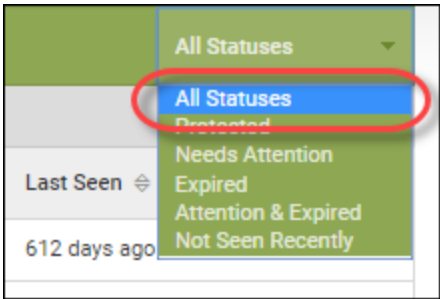 All Statuses
All Statuses
Protected
Needs Attention
Last Seen
Expired
Attention & Expired
612 days ago
Not Seen Recently